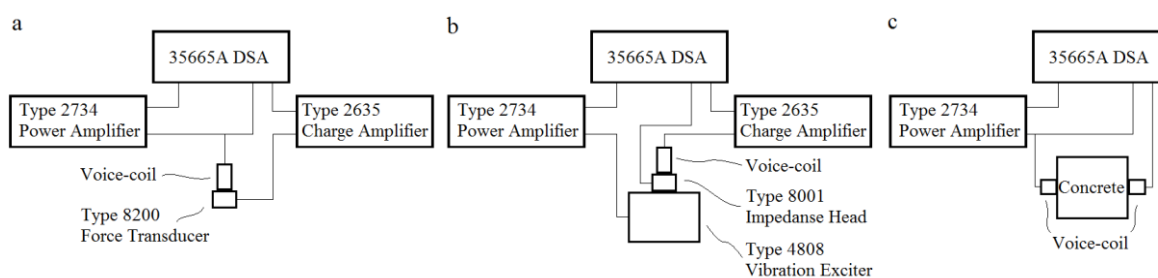 a
35665A DSA
Type 2734
Power Amplifier
Type 2635
Charge Amplifier
Voice-coil
Type 8200
Force Transducer
b
35665A DSA
Type 2734
Power Amplifier
Type 2635
Charge Amplifier
Voice-coil
Type 8001
Impedanse Head
Type 4808
Vibration Exciter
c
35665A DSA
Type 2734
Power Amplifier
Concrete
Voice-coil